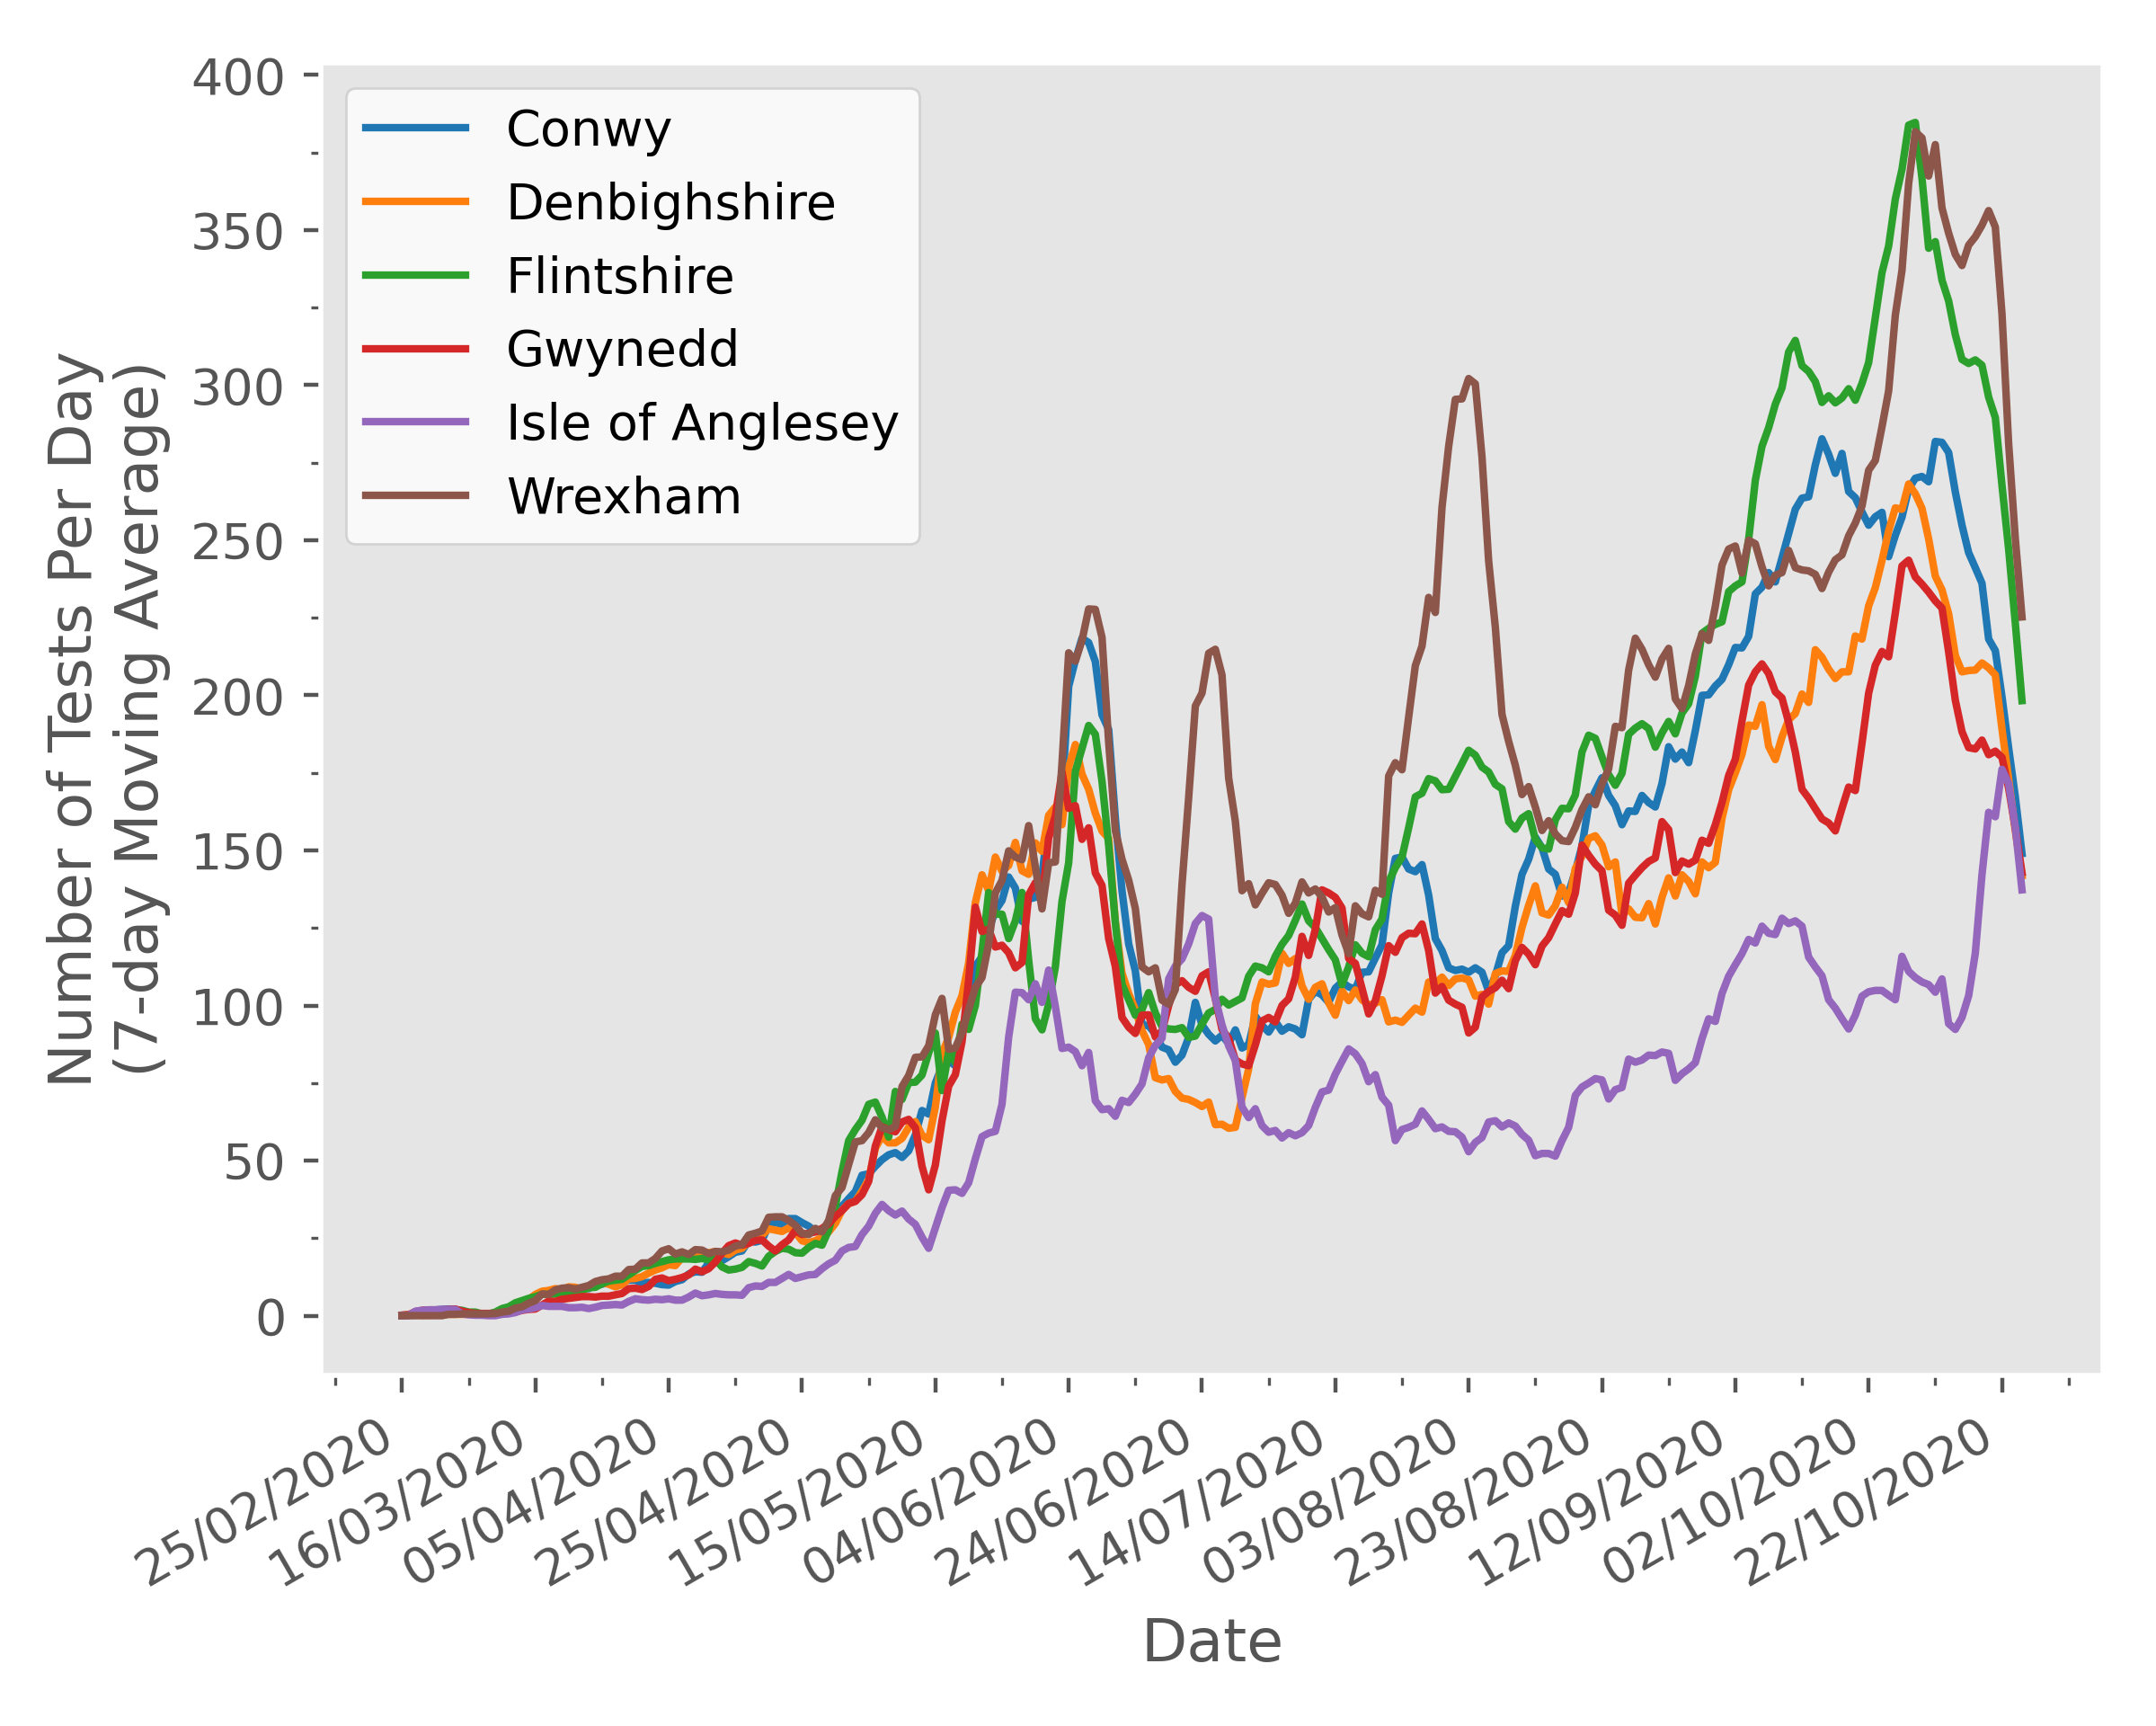 400
350
300
250
200
150
100
50
0
Number of Tests Per Day
(7-day Moving Average)
Conwy
Denbighshire
Flintshire
Gwynedd
Isle of Anglesey
Wrexham
25/02/2020
16/03/2020
05/04/2020
25/04/2020
15/05/2020
04/06/2020
24/06/2020
14/07/2020
03/08/2020
23/08/2020
12/09/2020
02/10/2020
22/10/2020
Date